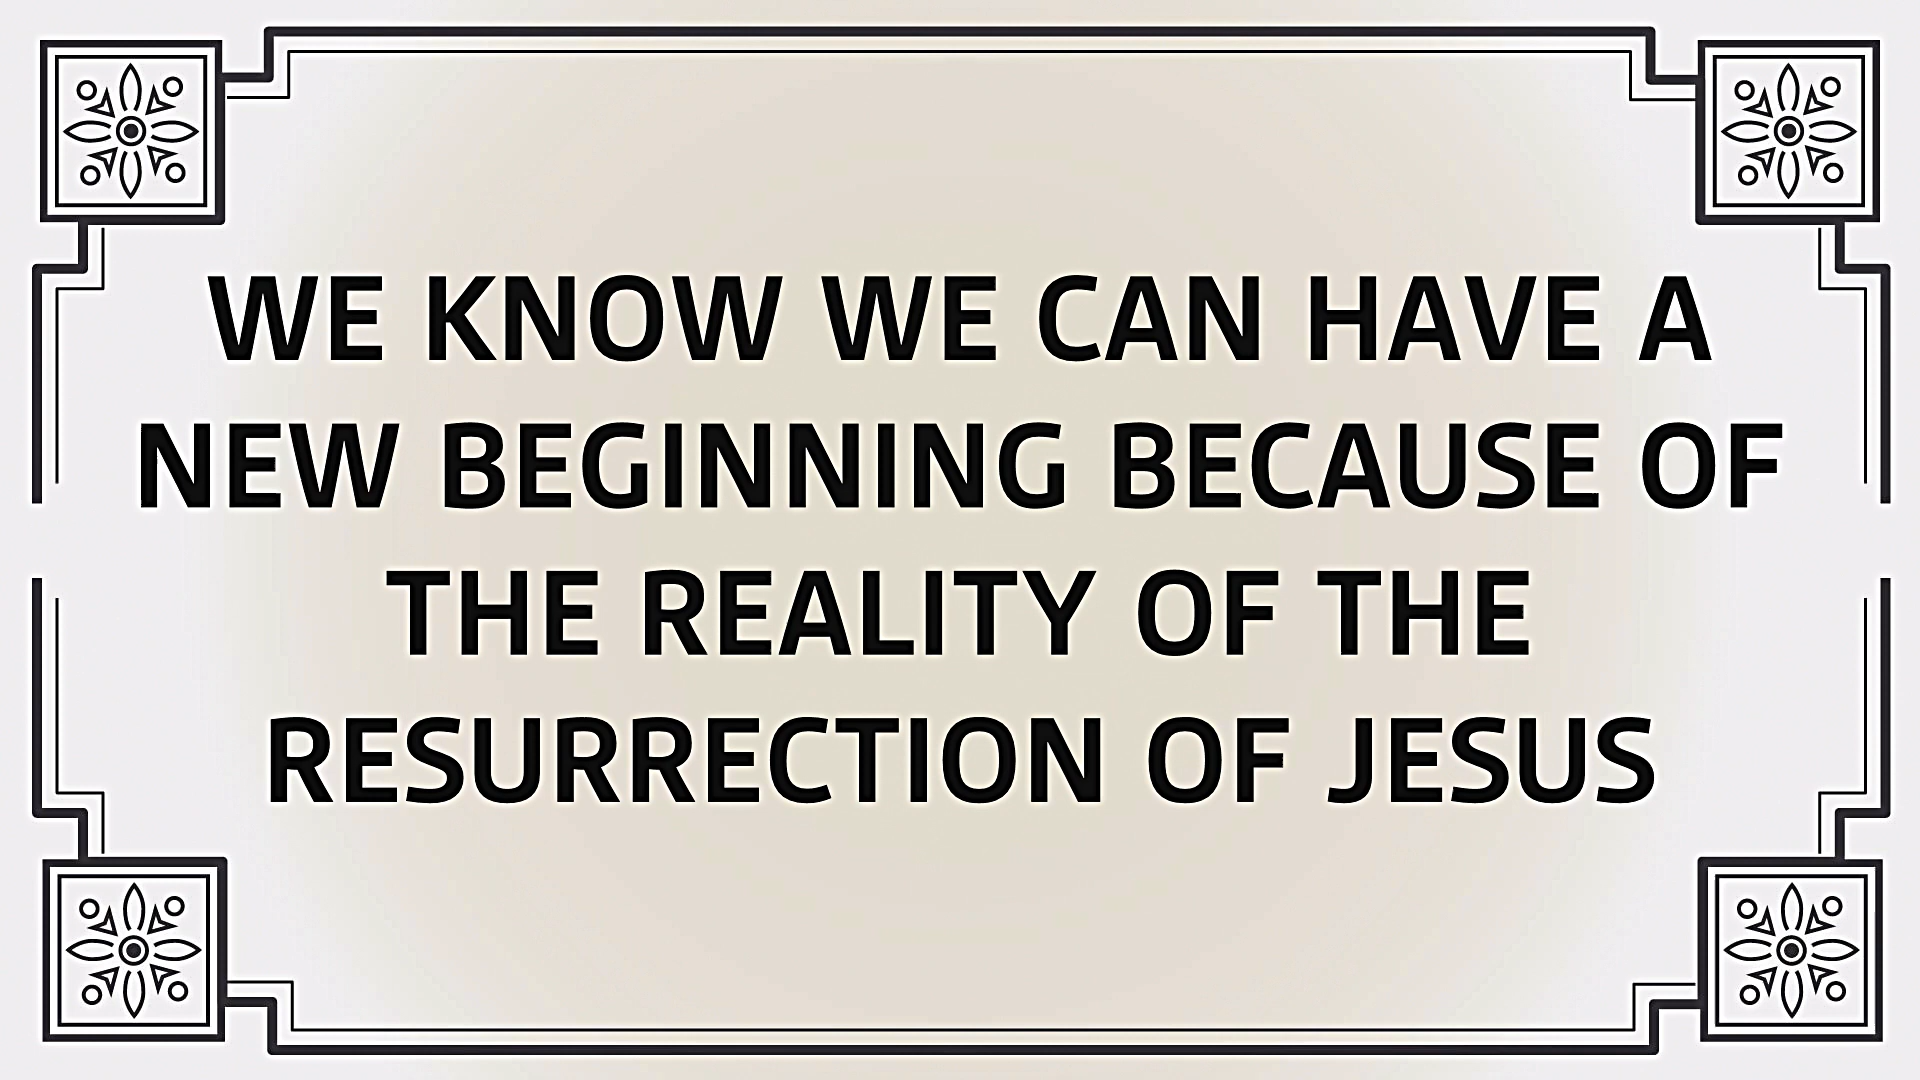 WE KNOW WE CAN HAVE A
NEW BEGINNING BECAUSE OF
THE REALITY OF THE
RESURRECTION OF JESUS